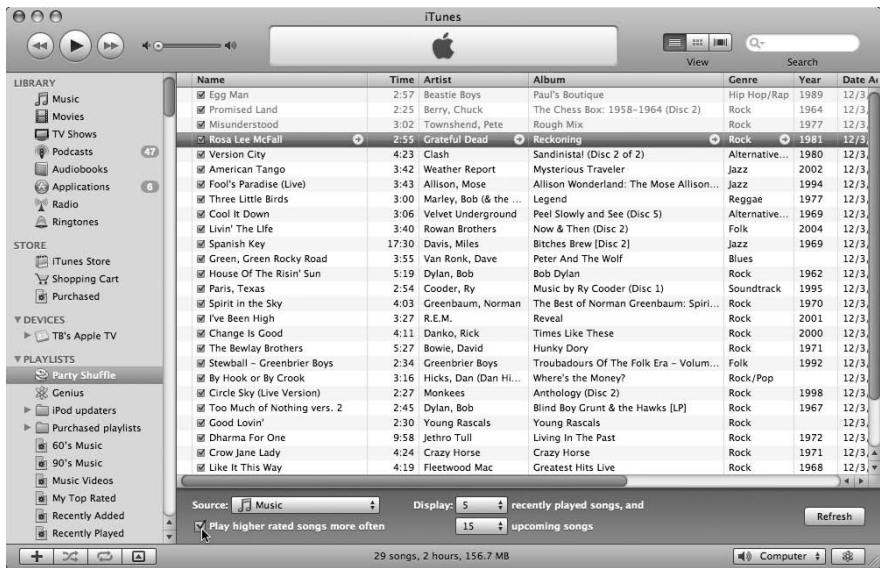 iTunes
View
Search
LIBRARY
Music
Movies
TV Shows
Podcasts 47
Audiobooks
Applications 6
Radio
Ringtones
STORE
iTunes Store
Shopping Cart
Purchased
DEVICES
TB's Apple TV
PLAYLISTS
Party Shuffle
Genius
iPod updaters
Purchased playlists
60's Music
90's Music
Music Videos
My Top Rated
Recently Added
Recently Played
Name Time Artist Album Genre Year Date
Egg Man 2:57 Beastie Boys Paul's Boutique Hip Hop/Rap 1989 12/3
Promised Land 2:25 Berry, Chuck The Chess Box: 1958-1964 (Disc 2) Rock 1964 12/3
Misunderstood 3:02 Townshend, Pete Rough Mix Rock 1977 12/3
Rosa Lee McFall 2:55 Grateful Dead Reckoning Rock 1981 12/3
Version City 4:23 Clash Sandinista! (Disc 2 of 2) Alternative... 1980 12/3
American Tango 3:42 Weather Report Mysterious Traveler Jazz 2002 12/3
Fool's Paradise (Live) 3:43 Allison, Mose Allison Wonderland: The Mose Allison... Jazz 1994 12/3
Three Little Birds 3:00 Marley, Bob (& the ... Legend Reggae 1977 12/3
Cool It Down 3:06 Velvet Underground Peel Slowly and See (Disc 5) Alternative... 1969 12/3
Livin' The LIfe 3:40 Rowan Brothers Now & Then (Disc 2) Folk 2004 12/3
Spanish Key 17:30 Davis, Miles Bitches Brew [Disc 2] Jazz 1969 12/3
Green, Green Rocky Road 3:55 Van Ronk, Dave Peter And The Wolf Blues 12/3
House Of The Risin' Sun 5:19 Dylan, Bob Bob Dylan Rock 1962 12/3
Paris, Texas 2:54 Cooder, Ry Music by Ry Cooder (Disc 1) Soundtrack 1995 12/3
Spirit in the Sky 4:03 Greenbaum, Norman The Best of Norman Greenbaum: Spiri... Rock 1970 12/3
I've Been High 3:27 R.E.M. Reveal Rock 2001 12/3
Change Is Good 4:11 Danko, Rick Times Like These Rock 2000 12/3
The Bewlay Brothers 5:27 Bowie, David Hunky Dory Rock 1971 12/3
Stewball - Greenbrier Boys 2:34 Greenbrier Boys Troubadours Of The Folk Era - Volum... Folk 1992 12/3
By Hook or By Crook 3:16 Hicks, Dan (Dan Hi... Where's the Money? Rock/Pop 12/3
Circle Sky (Live Version) 2:27 Monkees Anthology (Disc 2) Rock 1998 12/3
Too Much of Nothing vers. 2 2:45 Dylan, Bob Blind Boy Grunt & the Hawks [LP] Rock 1967 12/3
Good Lovin' 2:30 Young Rascals Young Rascals Rock 12/3
Dharma For One 9:58 Jethro Tull Living In The Past Rock 1972 12/3
Crow Jane Lady 4:24 Crazy Horse Crazy Horse Rock 1971 12/3
Like It This Way 4:19 Fleetwood Mac Greatest Hits Live Rock 1968 12/3
Source: Music Display: 5 recently played songs, and
Play higher rated songs more often 15 upcoming songs
Refresh
29 songs, 2 hours, 156.7 MB
Computer